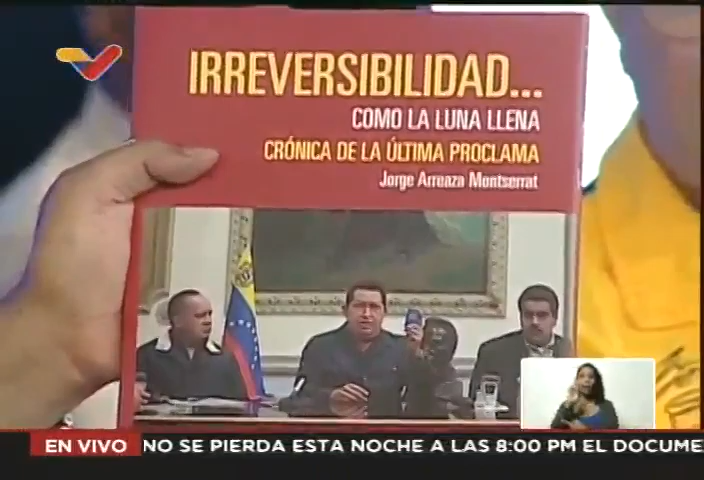 IRREVERSIBILIDAD...
COMO LA LUNA LLENA
CRÓNICA DE LA ÚLTIMA PROCLAMA
Jorge Arreaza Montserrat
EN VIVO
NO SE PIERDA ESTA NOCHE A LAS 8:00 PM EL DOCUME